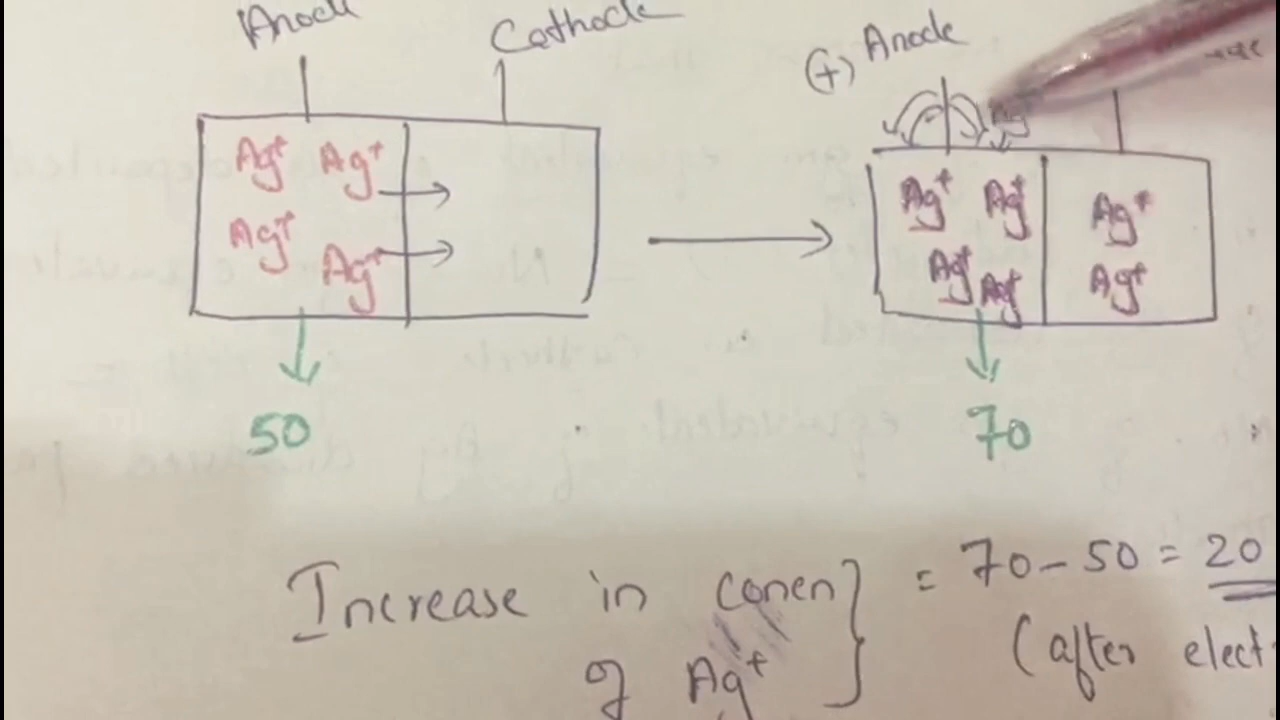 Anode Cathode
(+) Anode
Ag⁺ Ag⁺
Ag⁺ Ag⁺
Ag⁺ Ag⁺ Ag⁺
Ag⁺ Ag⁺ Ag⁺
50 70
Increase in concn } = 70-50 = 20
of Ag⁺ (after elect